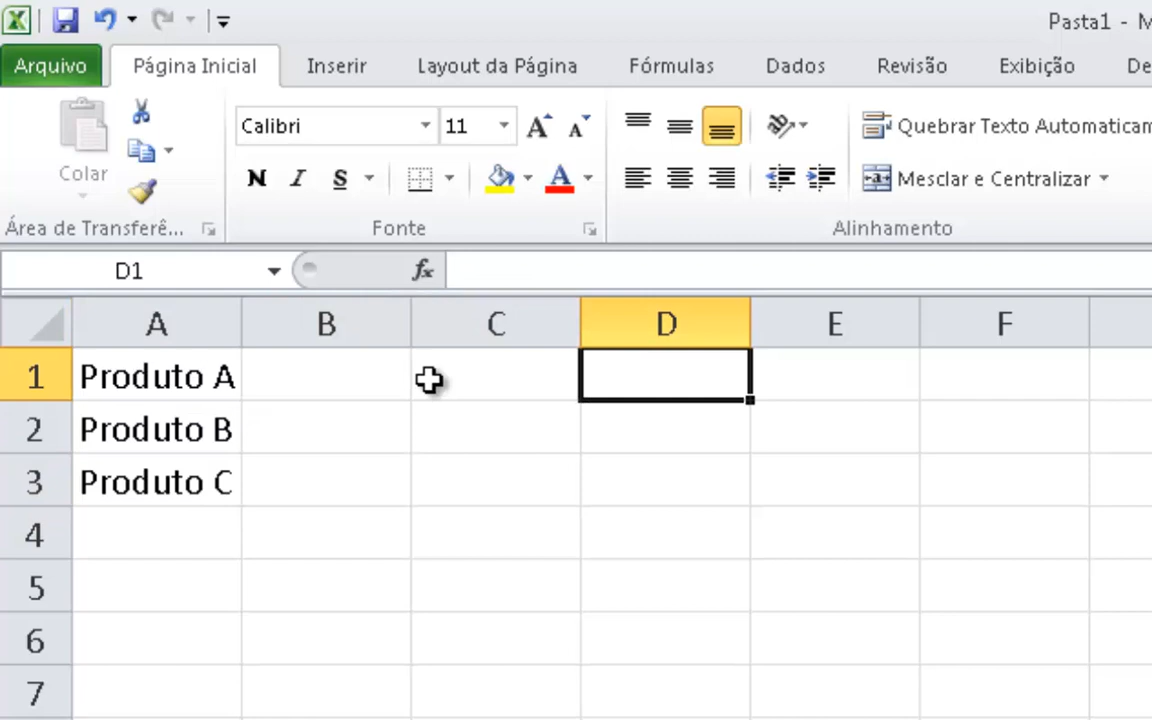 Pasta1 - M
Arquivo Página Inicial Inserir Layout da Página Fórmulas Dados Revisão Exibição De
Calibri 11 A A Quebrar Texto Automaticam
Colar N I S A Mesclar e Centralizar
Área de Transferê... Fonte Alinhamento
D1 fx
A B C D E F
1 Produto A
2 Produto B
3 Produto C
4
5
6
7